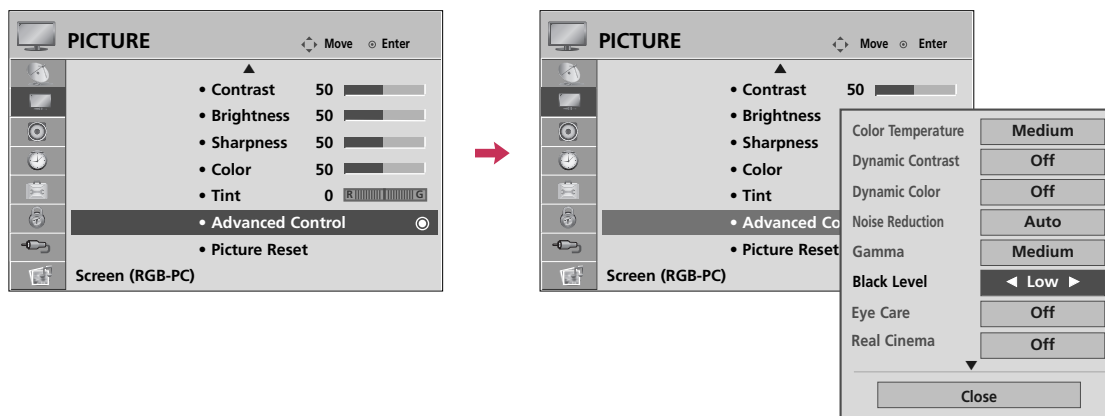 PICTURE Move Enter
• Contrast 50
• Brightness 50
• Sharpness 50
• Color 50
• Tint 0 R G
• Advanced Control
• Picture Reset
Screen (RGB-PC)
PICTURE Move Enter
• Contrast 50
• Brightness
• Sharpness
• Color
• Tint
• Advanced Co
• Picture Reset
Screen (RGB-PC)
Color Temperature Medium
Dynamic Contrast Off
Dynamic Color Off
Noise Reduction Auto
Gamma Medium
Black Level ◄ Low ►
Eye Care Off
Real Cinema Off
Close